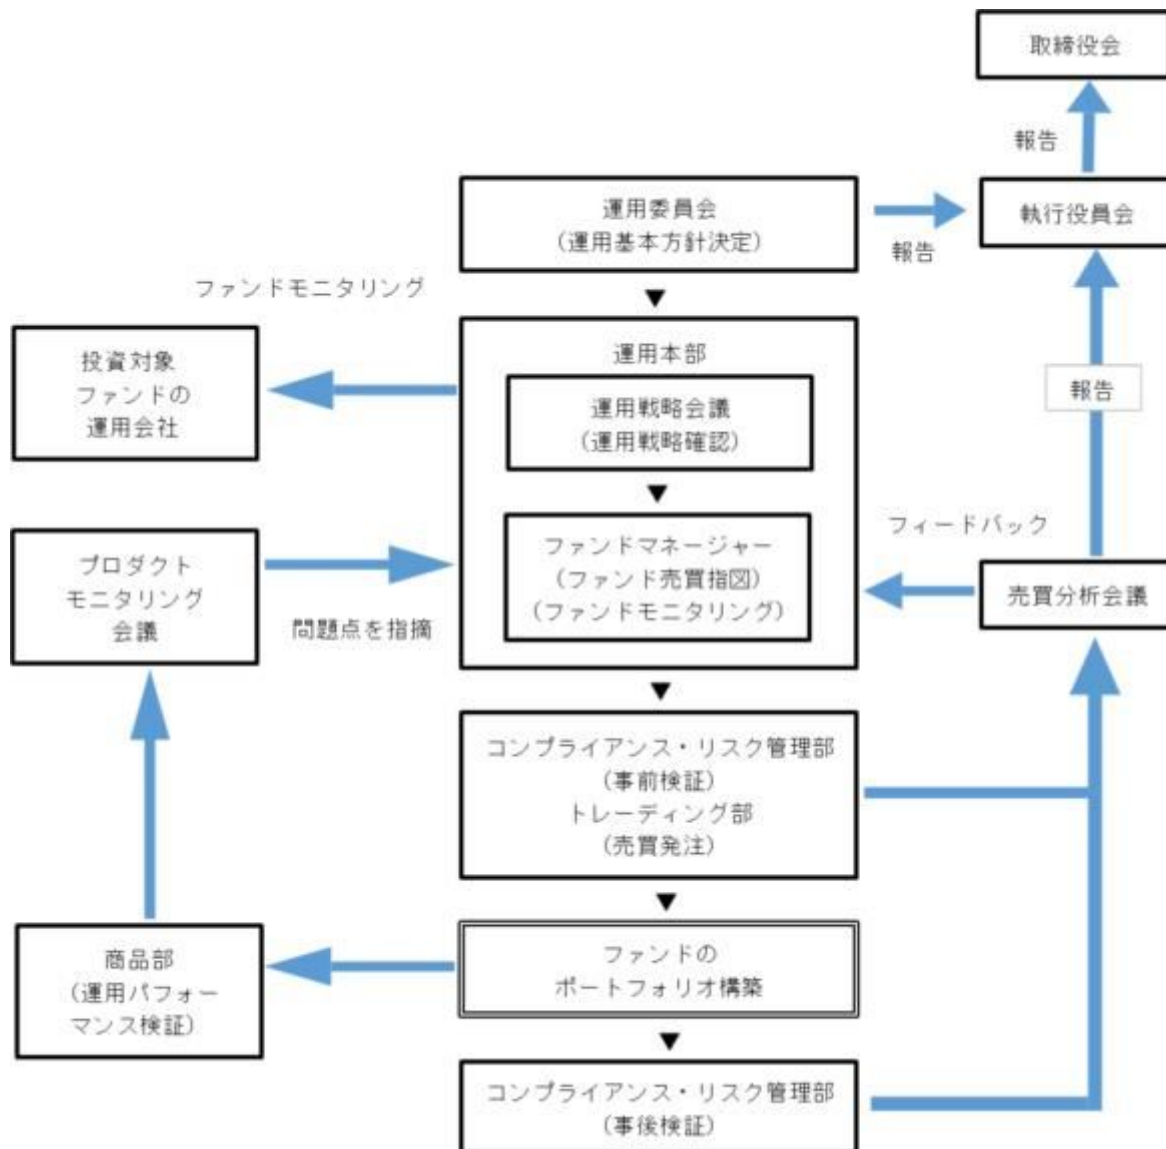 取締役会
報告
運用委員会
(運用基本方針決定)
報告
執行役員会
ファンドモニタリング
投資対象
ファンドの
運用会社
運用本部
運用戦略会議
(運用戦略確認)
報告
ファンドマネージャー
(ファンド売買指図)
(ファンドモニタリング)
フィードバック
売買分析会議
プロダクト
モニタリング
会議
問題点を指摘
コンプライアンス・リスク管理部
(事前検証)
トレーディング部
(売買発注)
商品部
(運用パフォー
マンス検証)
ファンドの
ポートフォリオ構築
コンプライアンス・リスク管理部
(事後検証)